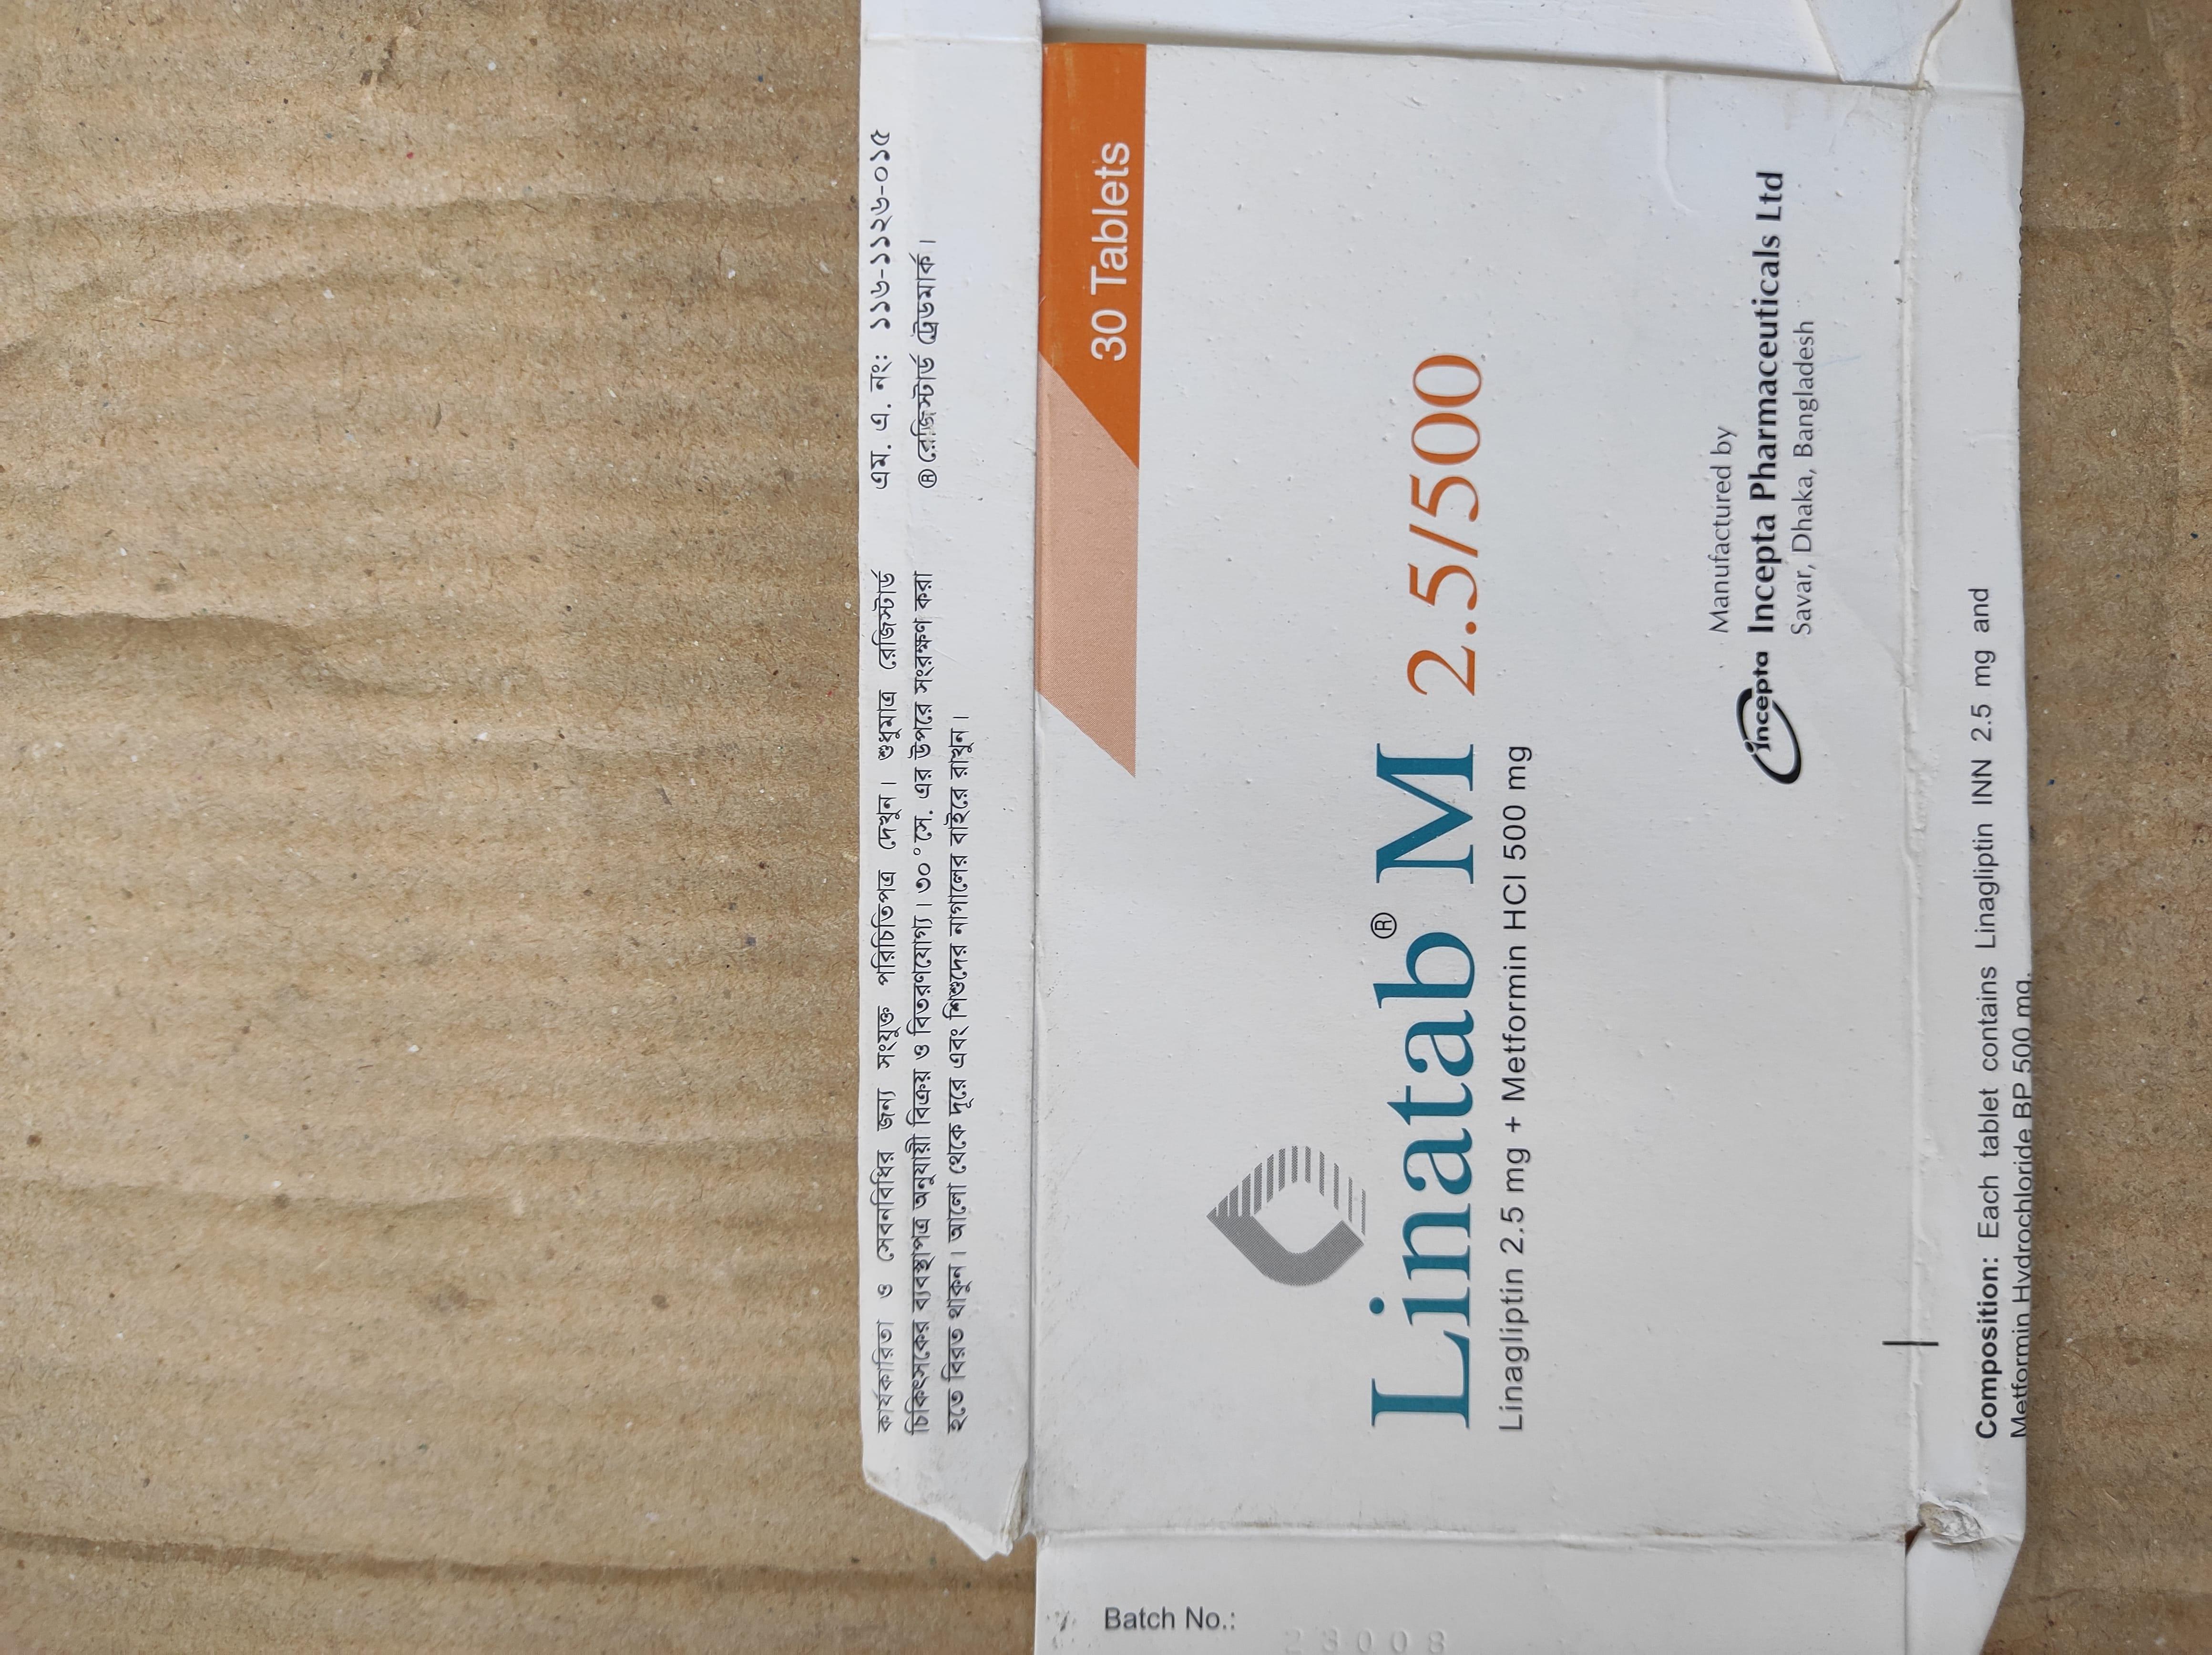 কার্যকারিতা ও সেবনবিধির জন্য সংযুক্ত পরিচিতিপত্র দেখুন। শুধুমাত্র রেজিস্টার্ড
চিকিৎসকের ব্যবস্থাপত্র অনুযায়ী বিক্রয় ও বিতরণযোগ্য। ৩০° সে. এর উপরে সংরক্ষণ করা
হতে বিরত থাকুন। আলো থেকে দূরে এবং শিশুদের নাগালের বাইরে রাখুন।
এম. এ. নং: ১১৬-১১২৬-০১৫
® রেজিস্টার্ড ট্রেডমার্ক।
Batch No.:
23008
30 Tablets
Linatab® M 2.5/500
Linagliptin 2.5 mg + Metformin HCl 500 mg
Manufactured by
incepta Incepta Pharmaceuticals Ltd
Savar, Dhaka, Bangladesh
Composition: Each tablet contains Linagliptin INN 2.5 mg and
Metformin Hydrochloride BP 500 mg.